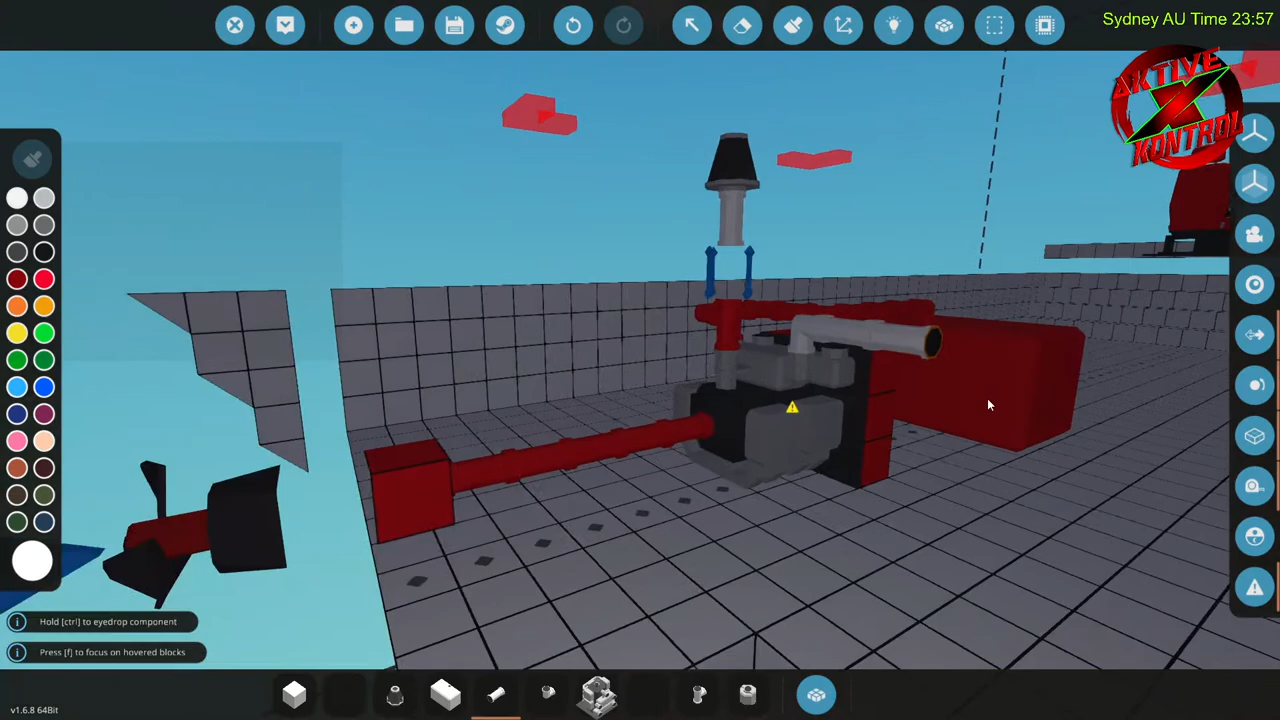 Sydney AU Time 23:57
AKTIVE
X
KONTROL
Hold [ctrl] to eyedrop component
Press [f] to focus on hovered blocks
v1.6.8 64Bit